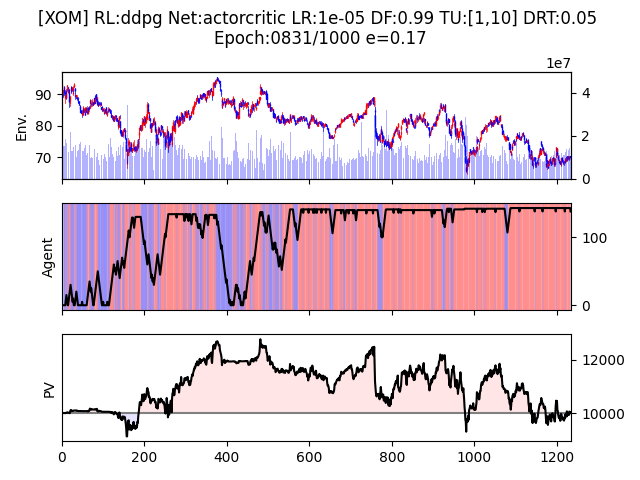 [XOM] RL:ddpg Net:actorcritic LR:1e-05 DF:0.99 TU:[1,10] DRT:0.05
Epoch:0831/1000 e=0.17
1e7
Env.
90
80
70
4
2
0
Agent
100
0
PV
12000
10000
0 200 400 600 800 1000 1200